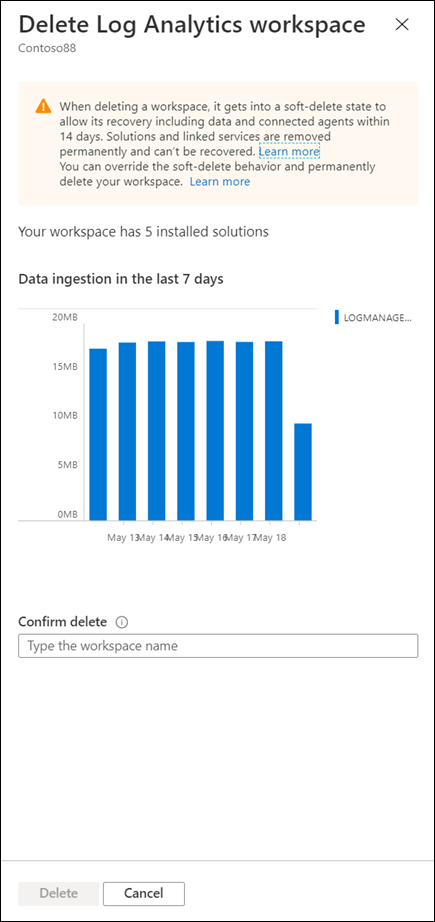 Delete Log Analytics workspace
Contoso88
When deleting a workspace, it gets into a soft-delete state to
allow its recovery including data and connected agents within
14 days. Solutions and linked services are removed
permanently and can't be recovered. Learn more
You can override the soft-delete behavior and permanently
delete your workspace. Learn more
Your workspace has 5 installed solutions
Data ingestion in the last 7 days
20MB
LOGMANAGE...
15MB
10MB
5MB
0MB
May 13 May 14 May 15 May 16 May 17 May 18
Confirm delete
Type the workspace name
Delete
Cancel